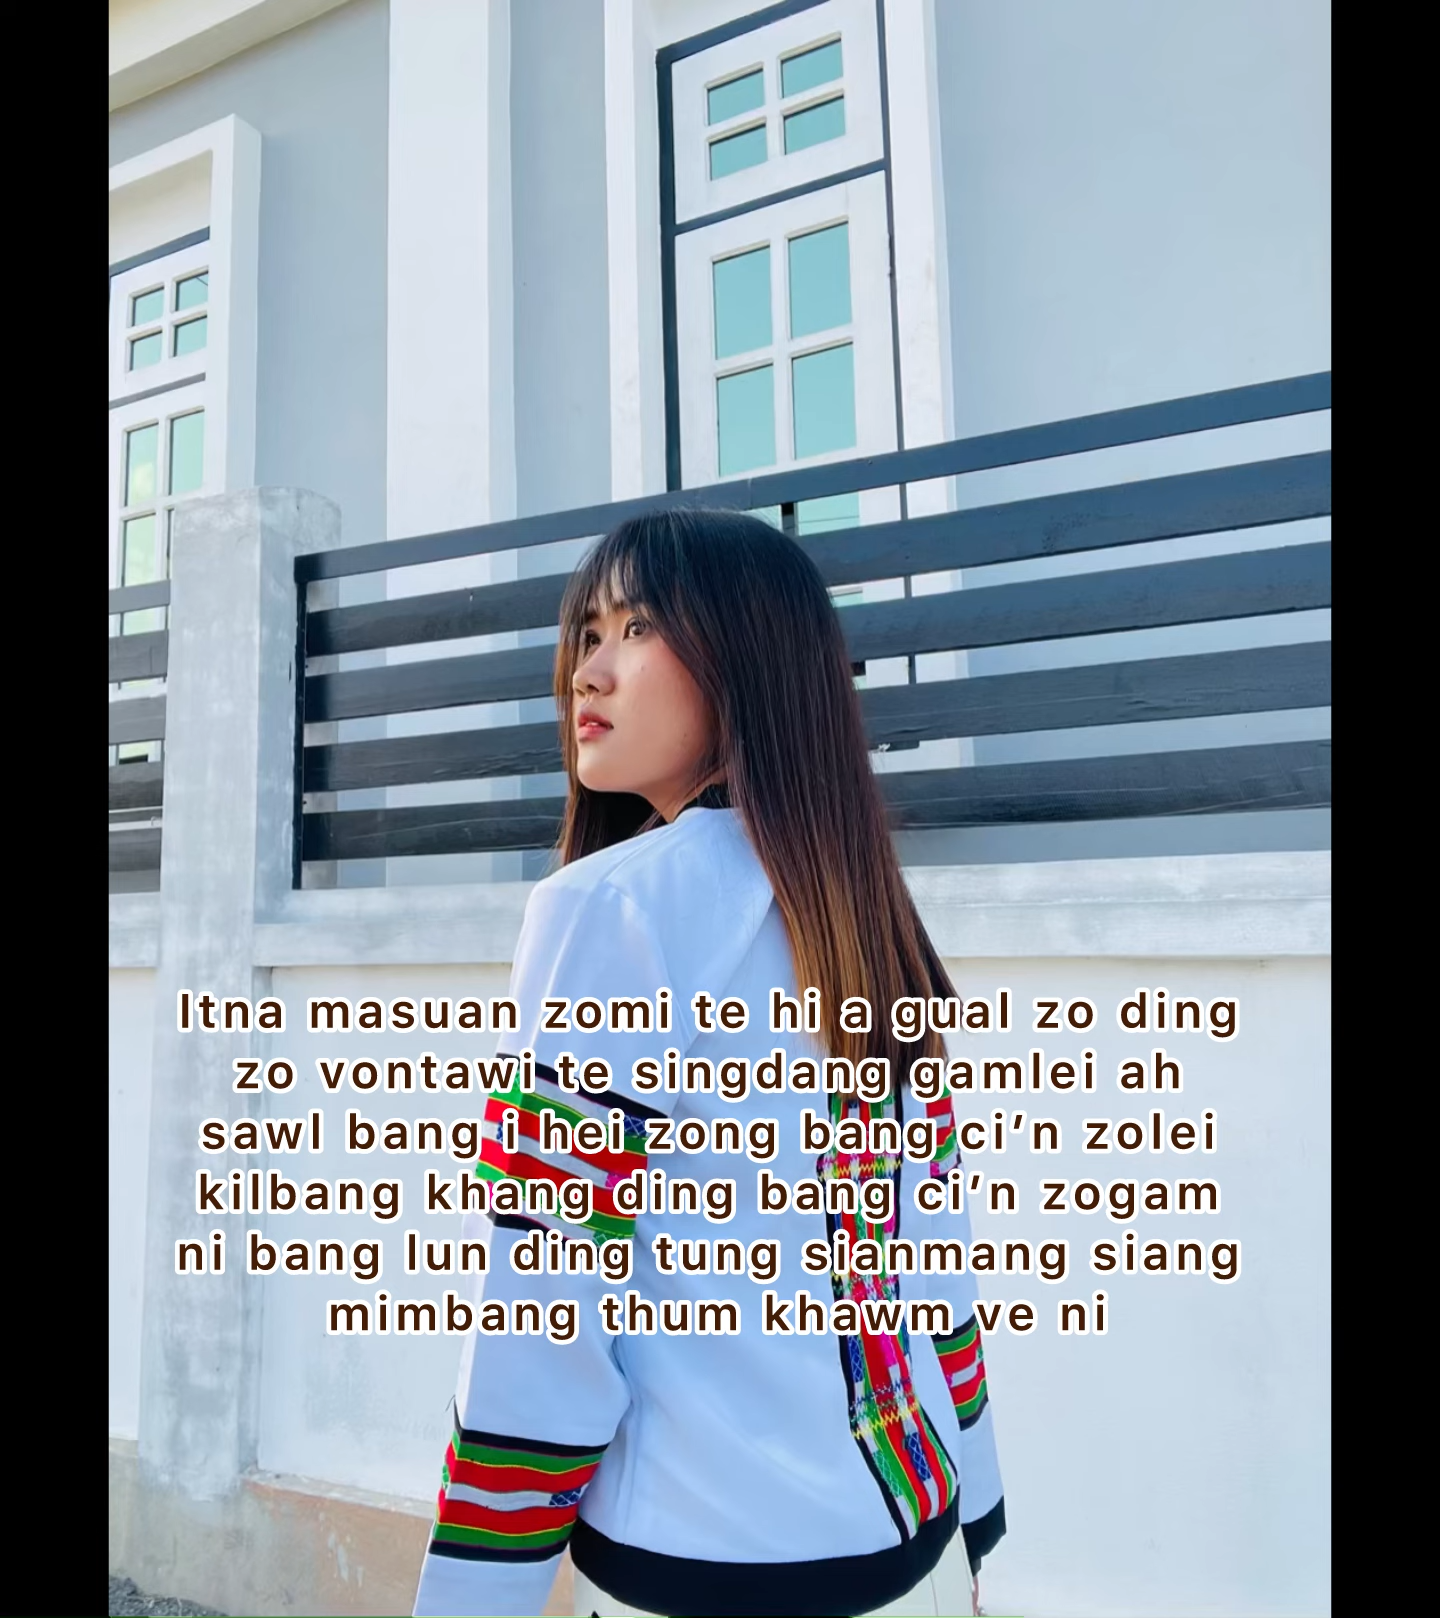 Itna masuan zomi te hi a gual zo ding
zo vontawi te singdang gamlei ah
sawl bang i hei zong bang ci’n zolei
kilbang khang ding bang ci’n zogam
ni bang lun ding tung sianmang siang
mimbang thum khawm ve ni